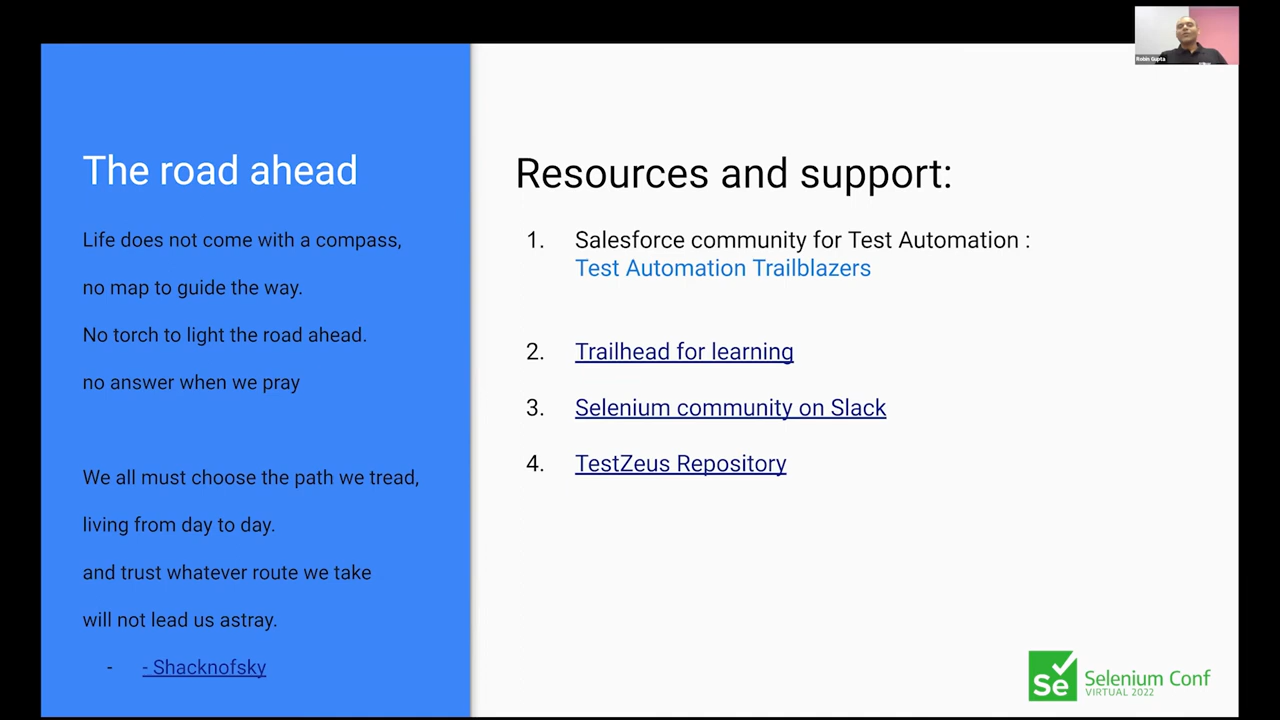 Robin Gupta
The road ahead
Life does not come with a compass,
no map to guide the way.
No torch to light the road ahead.
no answer when we pray
We all must choose the path we tread,
living from day to day.
and trust whatever route we take
will not lead us astray.
- - Shacknofsky
Resources and support:
1. Salesforce community for Test Automation :
Test Automation Trailblazers
2. Trailhead for learning
3. Selenium community on Slack
4. TestZeus Repository
Se
Selenium Conf
VIRTUAL 2022